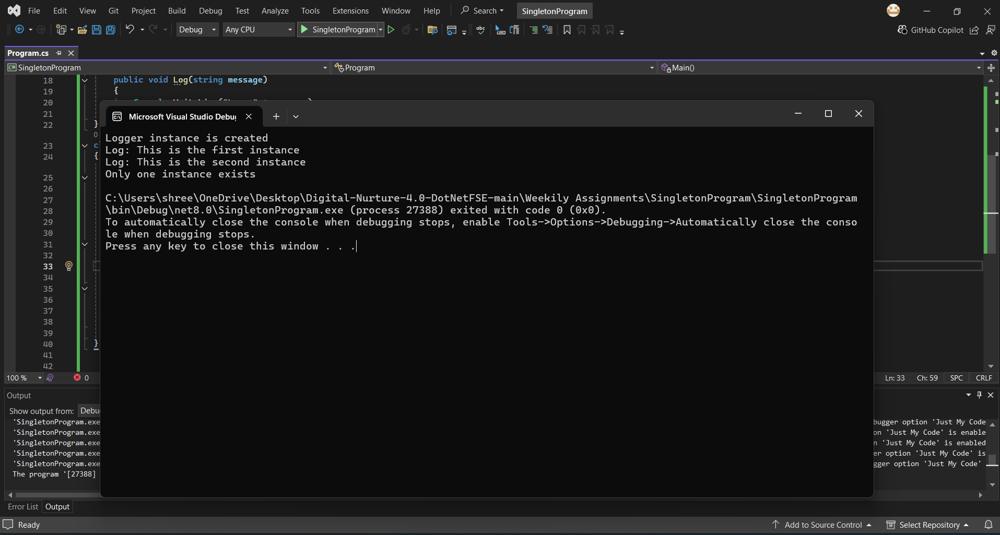 File Edit View Git Project Build Debug Test Analyze Tools Extensions Window Help Search SingletonProgram
Debug Any CPU SingletonProgram GitHub Copilot
Program.cs
C# SingletonProgram Program Main()
18 public void Log(string message)
19 {
20
21
22 }
0
23 c
24 {
25
26
27
28
29
30
31
32
33
34
35
36
37
38
39
40 }
41
42
Microsoft Visual Studio Debug
Logger instance is created
Log: This is the first instance
Log: This is the second instance
Only one instance exists
C:\Users\shree\OneDrive\Desktop\Digital-Nurture-4.0-DotNetFSE-main\Weekily Assignments\SingletonProgram\SingletonProgram
\bin\Debug\net8.0\SingletonProgram.exe (process 27388) exited with code 0 (0x0).
To automatically close the console when debugging stops, enable Tools->Options->Debugging->Automatically close the conso
le when debugging stops.
Press any key to close this window . . .
100 % 0 Ln: 33 Ch: 59 SPC CRLF
Output
Show output from: Debu
'SingletonProgram.exe bugger option 'Just My Code
'SingletonProgram.exe on 'Just My Code' is enable
'SingletonProgram.exe n 'Just My Code' is enabled
'SingletonProgram.exe er option 'Just My Code' is
'SingletonProgram.exe gger option 'Just My Code'
The program '[27388]
Error List Output
Ready Add to Source Control Select Repository